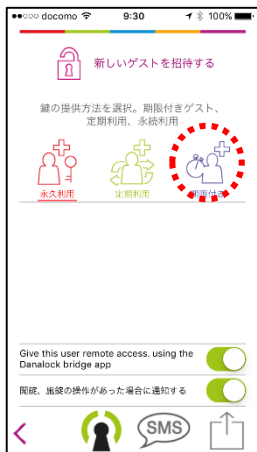 docomo 9:30 100%
新しいゲストを招待する
鍵の提供方法を選択。期限付きゲスト、
定期利用、永続利用
永久利用 定期利用 期限付き
Give this user remote access, using the
Danalock bridge app
開錠、施錠の操作があった場合に通知する
SMS